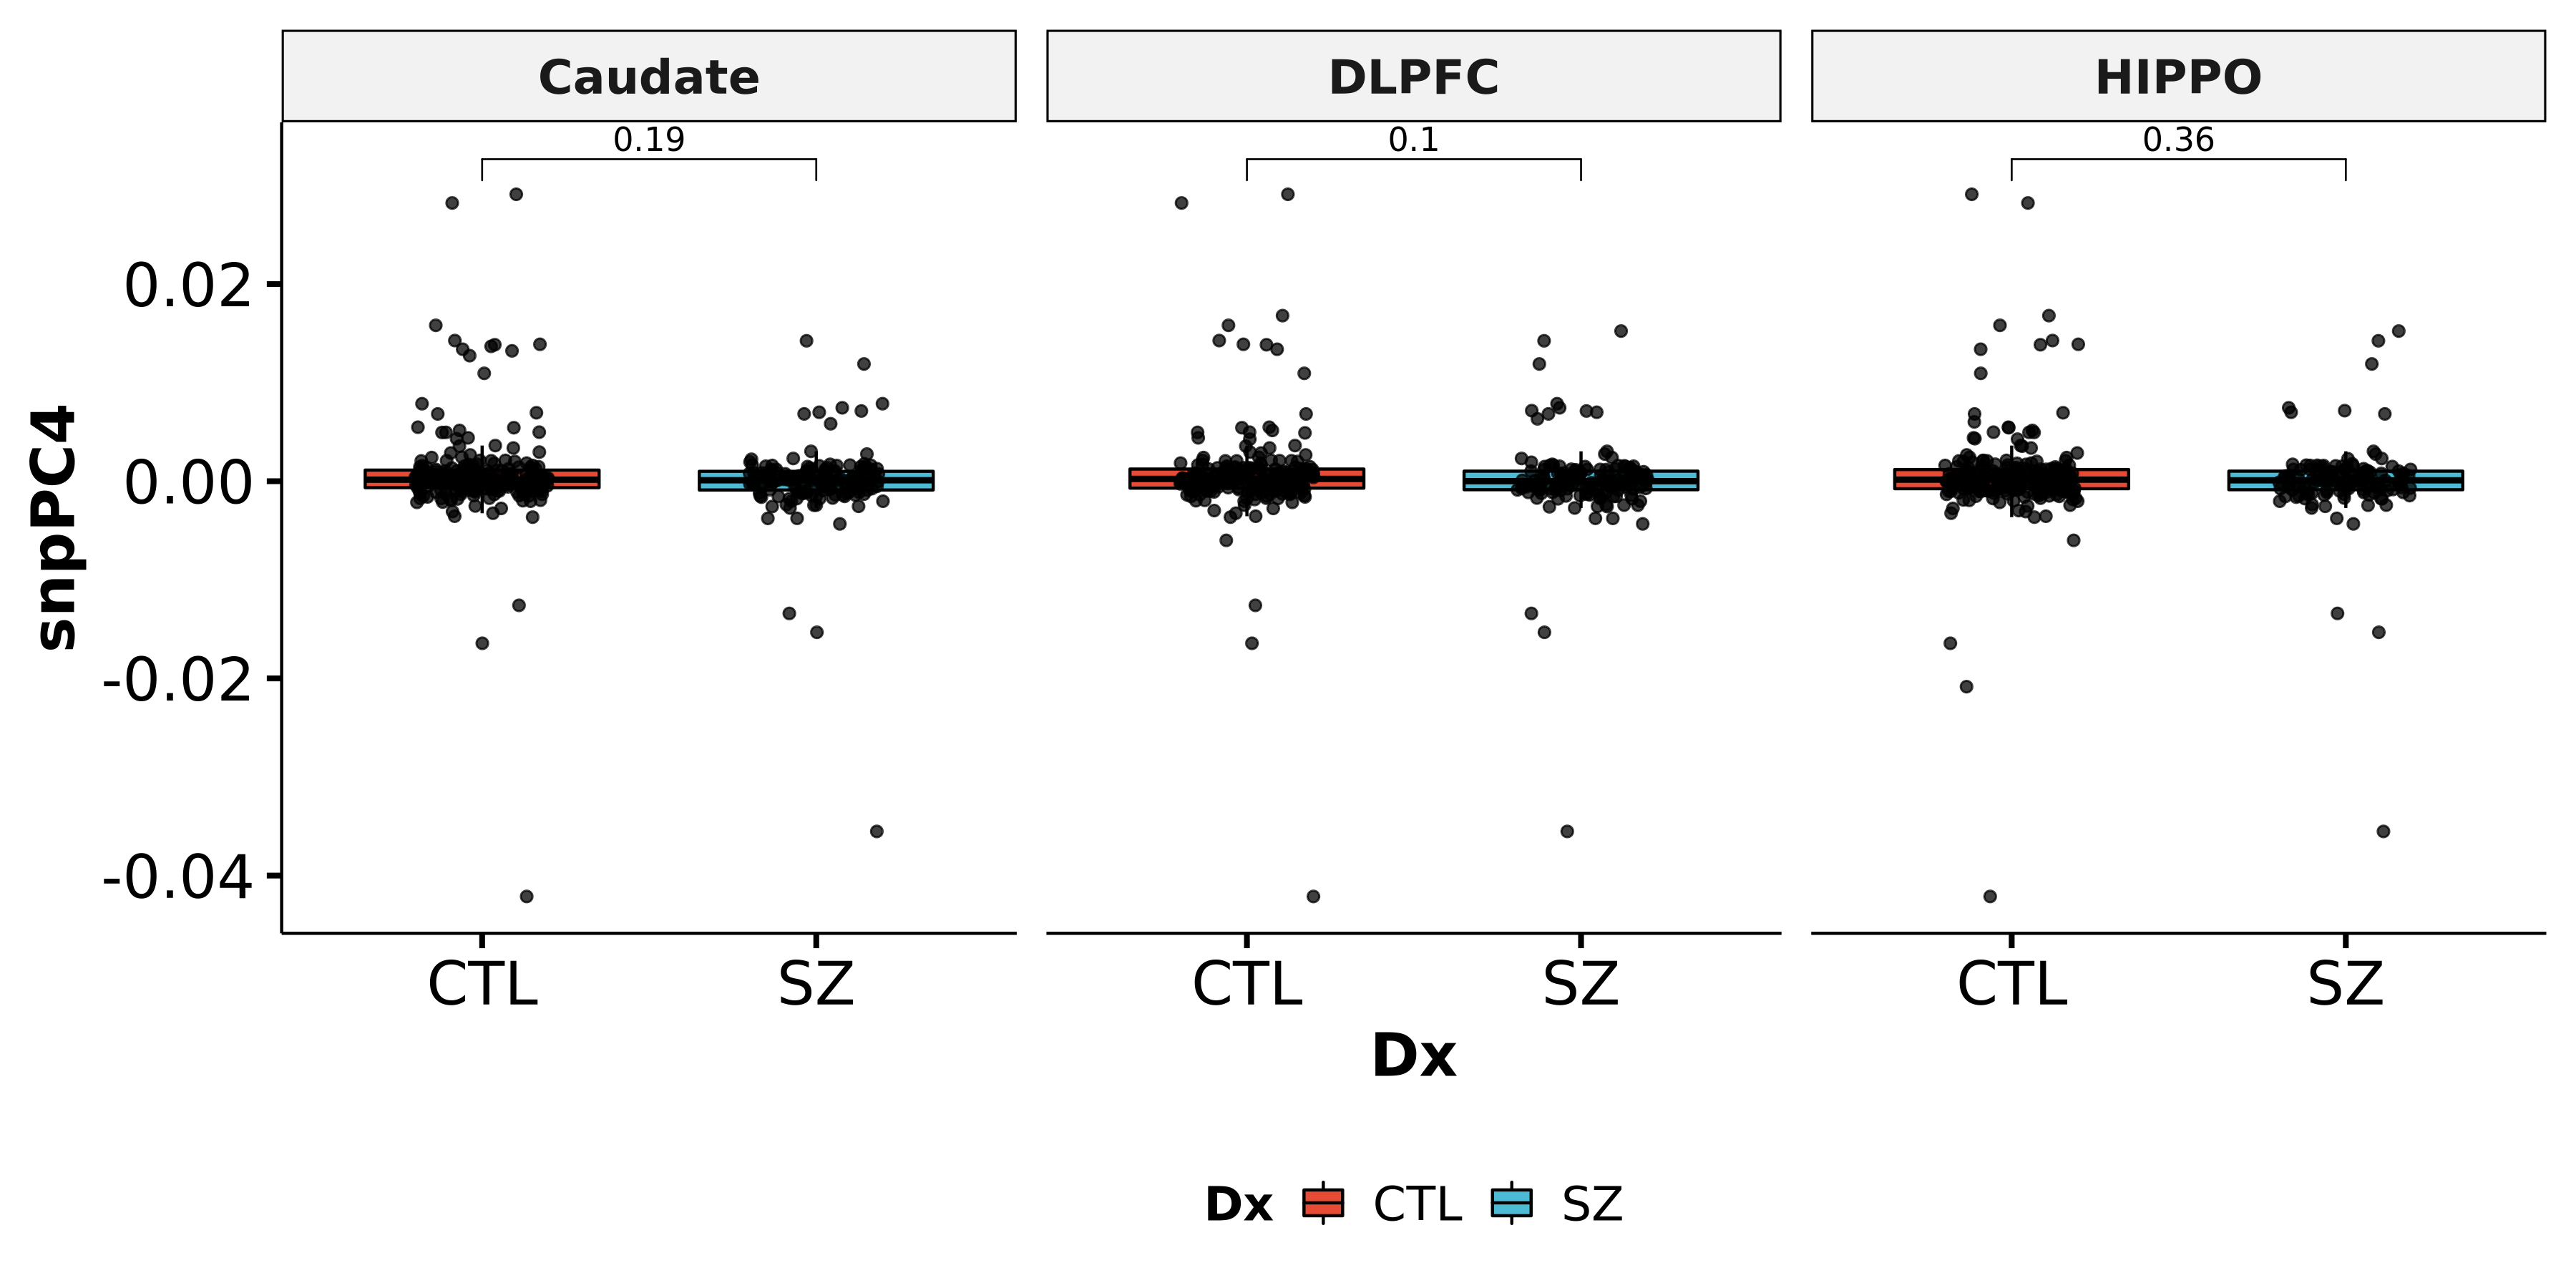 Caudate DLPFC HIPPO
0.19 0.1 0.36
0.02
0.00
-0.02
-0.04
snpPC4
CTL SZ CTL SZ CTL SZ
Dx
Dx CTL SZ